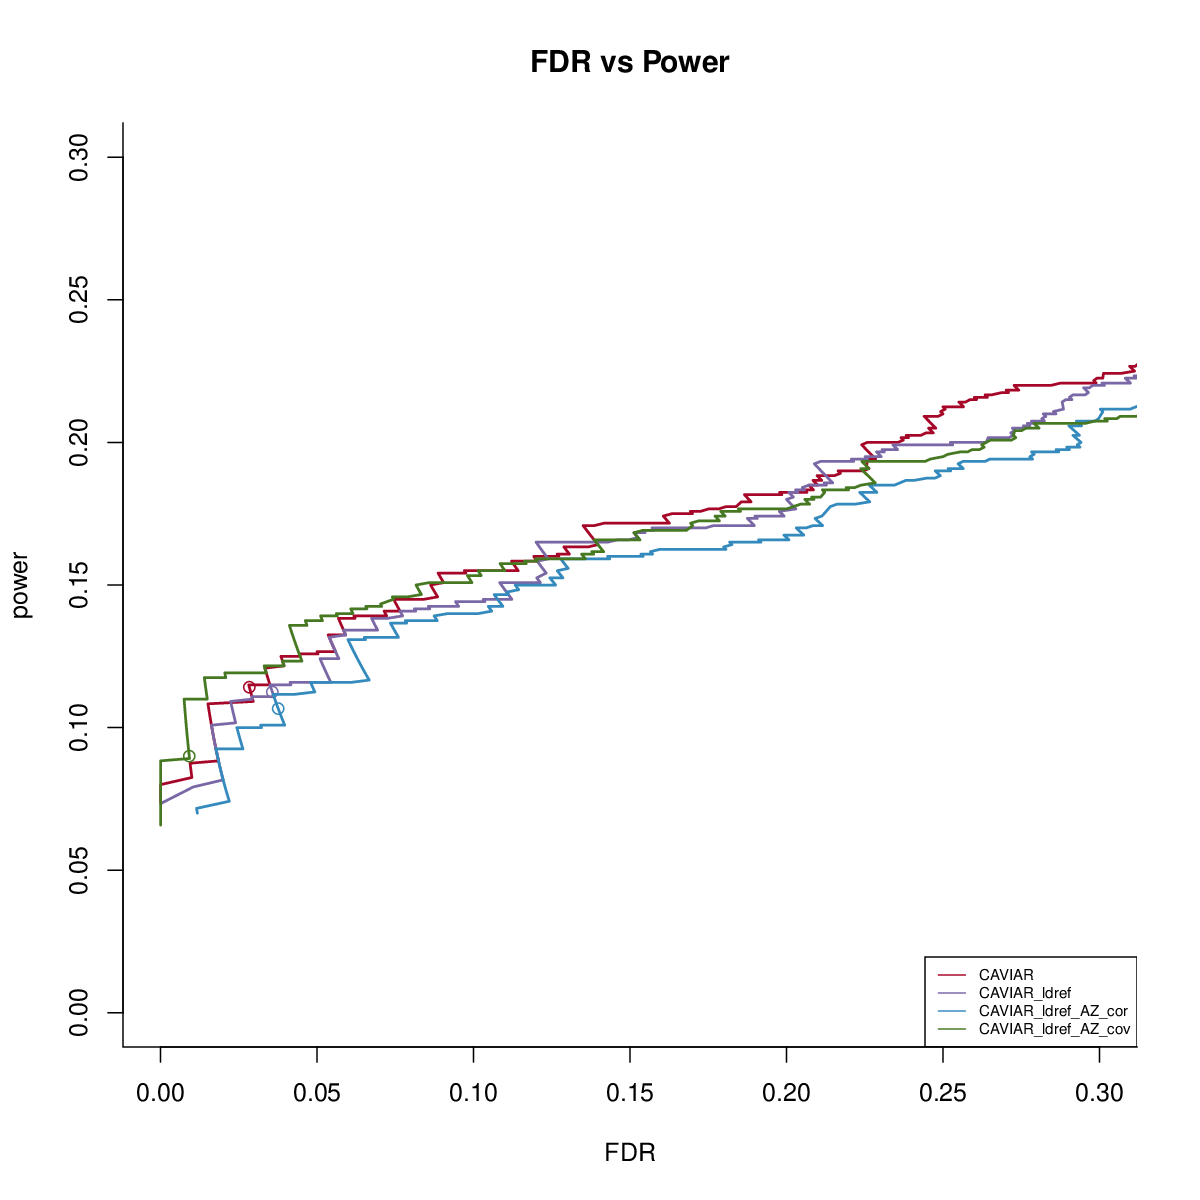 FDR vs Power
power
0.30
0.25
0.20
0.15
0.10
0.05
0.00
CAVIAR
CAVIAR_ldref
CAVIAR_ldref_AZ_cor
CAVIAR_ldref_AZ_cov
0.00 0.05 0.10 0.15 0.20 0.25 0.30
FDR